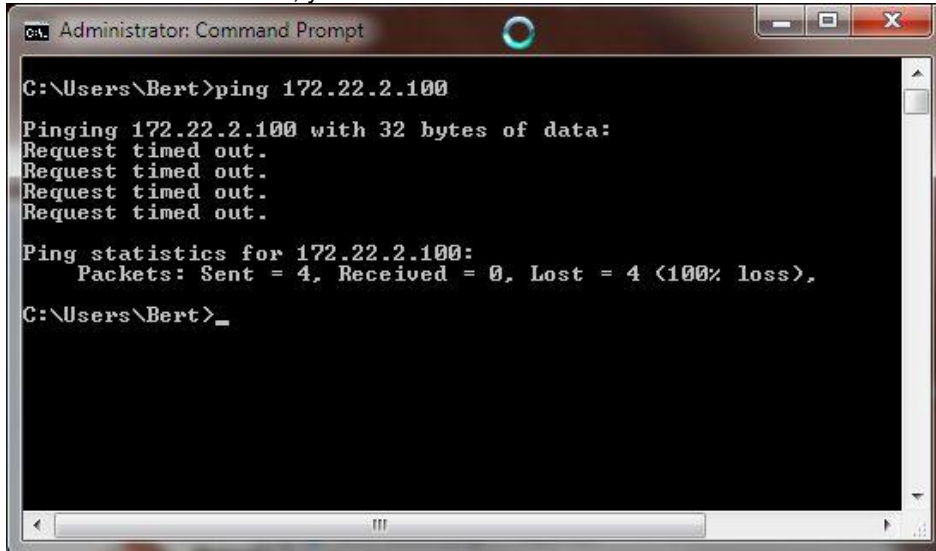 Administrator: Command Prompt
C:\Users\Bert>ping 172.22.2.100
Pinging 172.22.2.100 with 32 bytes of data:
Request timed out.
Request timed out.
Request timed out.
Request timed out.
Ping statistics for 172.22.2.100:
Packets: Sent = 4, Received = 0, Lost = 4 (100% loss),
C:\Users\Bert>_